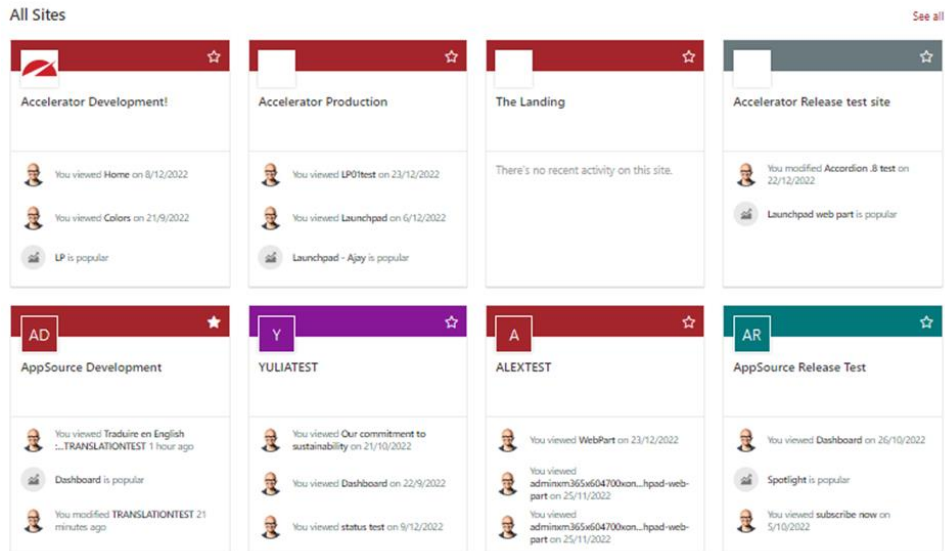 All Sites
See all
Accelerator Development!
You viewed Home on 8/12/2022
You viewed Colors on 21/9/2022
LP is popular
Accelerator Production
You viewed LP01test on 23/12/2022
You viewed Launchpad on 6/12/2022
Launchpad - Ajay is popular
The Landing
There's no recent activity on this site.
Accelerator Release test site
You modified Accordion .8 test on
22/12/2022
Launchpad web part is popular
AD
AppSource Development
You viewed Traduire en English
:...TRANSLATIONTEST 1 hour ago
Dashboard is popular
You modified TRANSLATIONTEST 21
minutes ago
Y
YULIATEST
You viewed Our commitment to
sustainability on 21/10/2022
You viewed Dashboard on 22/9/2022
You viewed status test on 9/12/2022
A
ALEXTEST
You viewed WebPart on 23/12/2022
You viewed
adminxm365x604700xon...hpad-web-
part on 25/11/2022
You viewed
adminxm365x604700xon...hpad-web-
part on 25/11/2022
AR
AppSource Release Test
You viewed Dashboard on 26/10/2022
Spotlight is popular
You viewed subscribe now on
5/10/2022